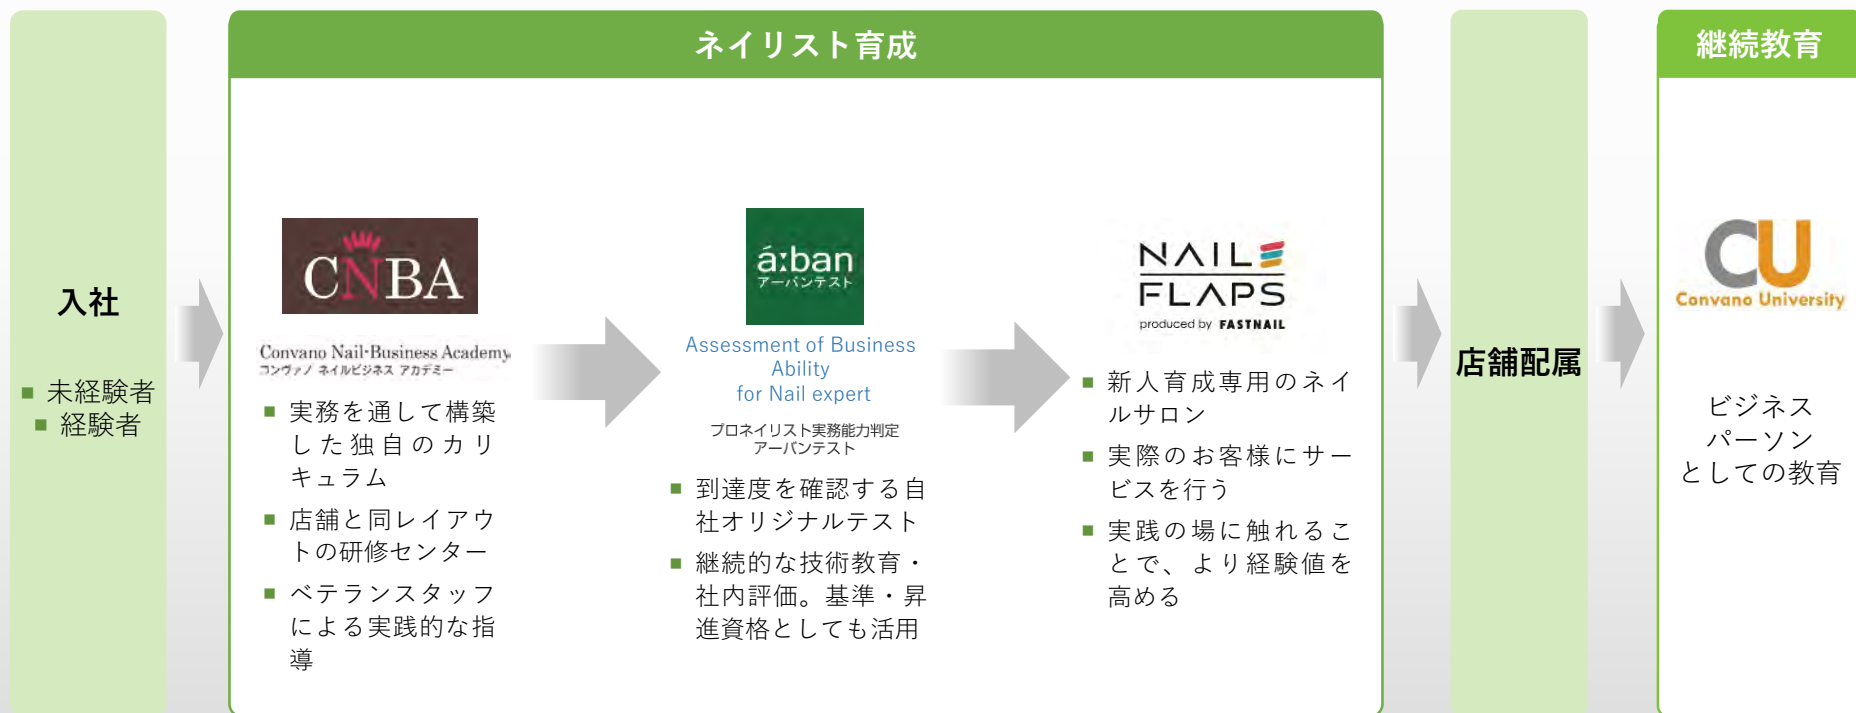 入社
■ 未経験者
■ 経験者
ネイリスト育成
CNBA
Convano Nail-Business Academy
コンヴァノ ネイルビジネス アカデミー
■ 実務を通して構築
した独自のカリ
キュラム
■ 店舗と同レイアウ
トの研修センター
■ ベテランスタッフ
による実践的な指
導
á:ban
アーバンテスト
Assessment of Business
Ability
for Nail expert
プロネイリスト実務能力判定
アーバンテスト
■ 到達度を確認する自
社オリジナルテスト
■ 継続的な技術教育・
社内評価。基準・昇
進資格としても活用
NAIL
FLAPS
produced by FASTNAIL
■ 新人育成専用のネイ
ルサロン
■ 実際のお客様にサー
ビスを行う
■ 実践の場に触れるこ
とで、より経験値を
高める
店舗配属
継続教育
CU
Convano University
ビジネス
パーソン
としての教育